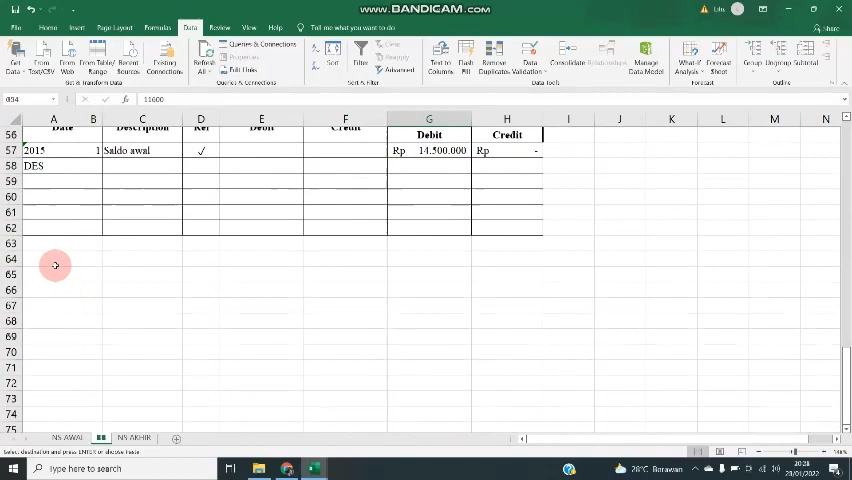 www.BANDICAM.com
Lilis
File Home Insert Page Layout Formulas Data Review View Help Tell me what you want to do Share
Get Data
From Text/CSV
From Web
From Table/ Range
Recent Sources
Existing Connections
Get & Transform Data
Refresh All
Queries & Connections
Properties
Edit Links
Queries & Connections
Sort
Filter
Clear
Reapply
Advanced
Sort & Filter
Text to Columns
Flash Fill
Remove Duplicates
Data Validation
Consolidate
Relationships
Manage Data Model
Data Tools
What-If Analysis
Forecast Sheet
Forecast
Group
Ungroup
Subtotal
Outline
G54 fx 11600
A B C D E F G H I J K L M N
56 Date Description Ref Debit Credit Debit Credit
57 2015 1 Saldo awal ✓ Rp 14.500.000 Rp -
58 DES
59
60
61
62
63
64
65
66
67
68
69
70
71
72
73
74
75
NS AWAL BB NS AKHIR
Select destination and press ENTER or choose Paste
Type here to search
28°C Berawan
20:28
23/01/2022
4